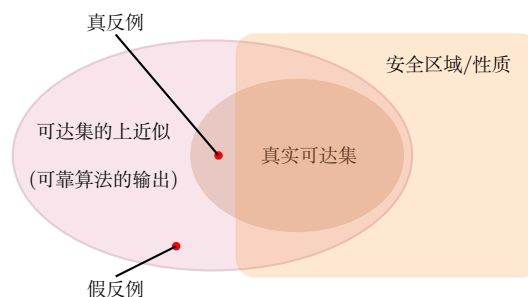 真反例
安全区域/性质
可达集的上近似
(可靠算法的输出)
真实可达集
假反例